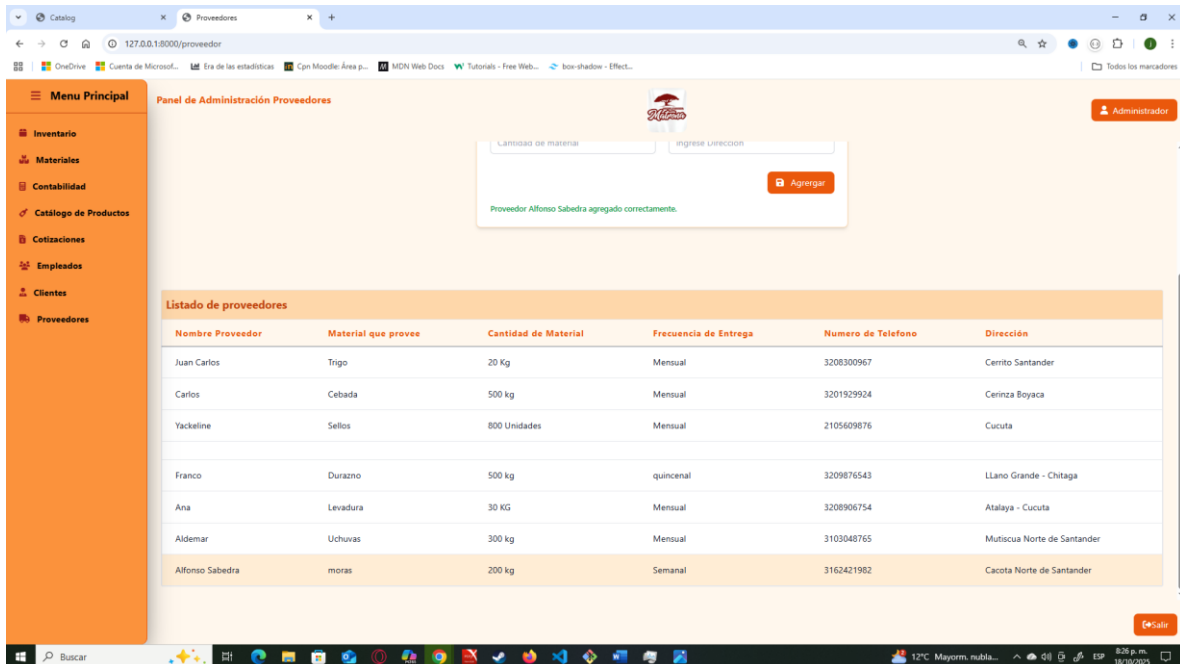 Catalog
Proveedores
127.0.0.1:8000/proveedor
OneDrive Cuenta de Microsof... Era de las estadísticas Cpn Moodle: Área p... MDN Web Docs Tutorials - Free Web... box-shadow - Effect... Todos los marcadores
Menu Principal
Panel de Administración Proveedores
Administrador
Inventario
Materiales
Contabilidad
Catálogo de Productos
Cotizaciones
Empleados
Clientes
Proveedores
Cantidad de material Ingrese Dirección
Agrergar
Proveedor Alfonso Sabedra agregado correctamente.
Listado de proveedores
Nombre Proveedor Material que provee Cantidad de Material Frecuencia de Entrega Numero de Telefono Dirección
Juan Carlos Trigo 20 Kg Mensual 3208300967 Cerrito Santander
Carlos Cebada 500 kg Mensual 3201929924 Cerinza Boyaca
Yackeline Sellos 800 Unidades Mensual 2105609876 Cucuta
Franco Durazno 500 kg quincenal 3209876543 LLano Grande - Chitaga
Ana Levadura 30 KG Mensual 3208906754 Atalaya - Cucuta
Aldemar Uchuvas 300 kg Mensual 3103048765 Mutiscua Norte de Santander
Alfonso Sabedra moras 200 kg Semanal 3162421982 Cacota Norte de Santander
Salir
Buscar
12°C Mayorm. nubla... ESP 8:26 p. m.
18/10/2025